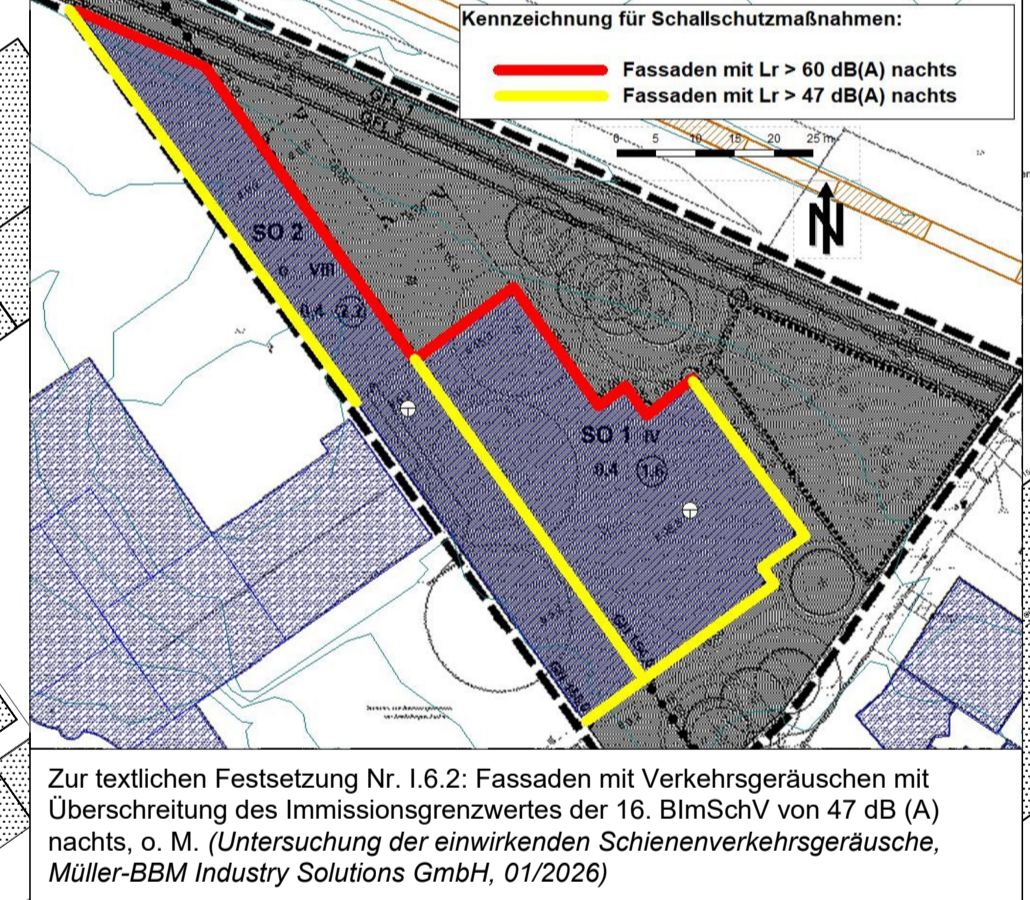 Kennzeichnung für Schallschutzmaßnahmen:
Fassaden mit Lr > 60 dB(A) nachts
Fassaden mit Lr > 47 dB(A) nachts
0 5 10 15 20 25 m
N
GFL 2
SO 2
o VIII
0,4 2,2
SO 1 IV
0,4 1,6
Zur textlichen Festsetzung Nr. I.6.2: Fassaden mit Verkehrsgeräuschen mit
Überschreitung des Immissionsgrenzwertes der 16. BImSchV von 47 dB (A)
nachts, o. M. (Untersuchung der einwirkenden Schienenverkehrsgeräusche,
Müller-BBM Industry Solutions GmbH, 01/2026)